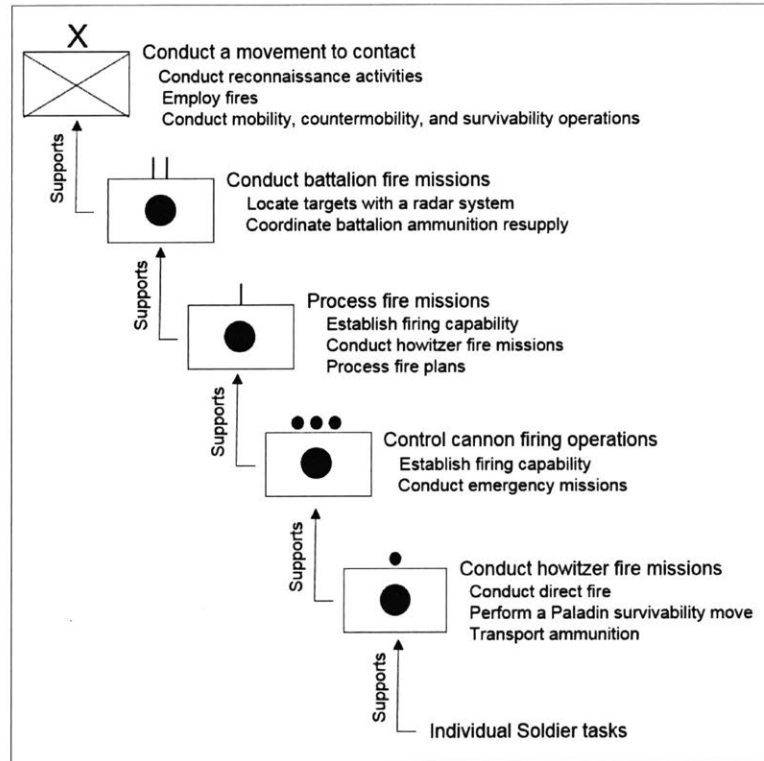 X
Conduct a movement to contact
Conduct reconnaissance activities
Employ fires
Conduct mobility, countermobility, and survivability operations
Supports
Conduct battalion fire missions
Locate targets with a radar system
Coordinate battalion ammunition resupply
Supports
Process fire missions
Establish firing capability
Conduct howitzer fire missions
Process fire plans
Supports
Control cannon firing operations
Establish firing capability
Conduct emergency missions
Supports
Conduct howitzer fire missions
Conduct direct fire
Perform a Paladin survivability move
Transport ammunition
Supports
Individual Soldier tasks